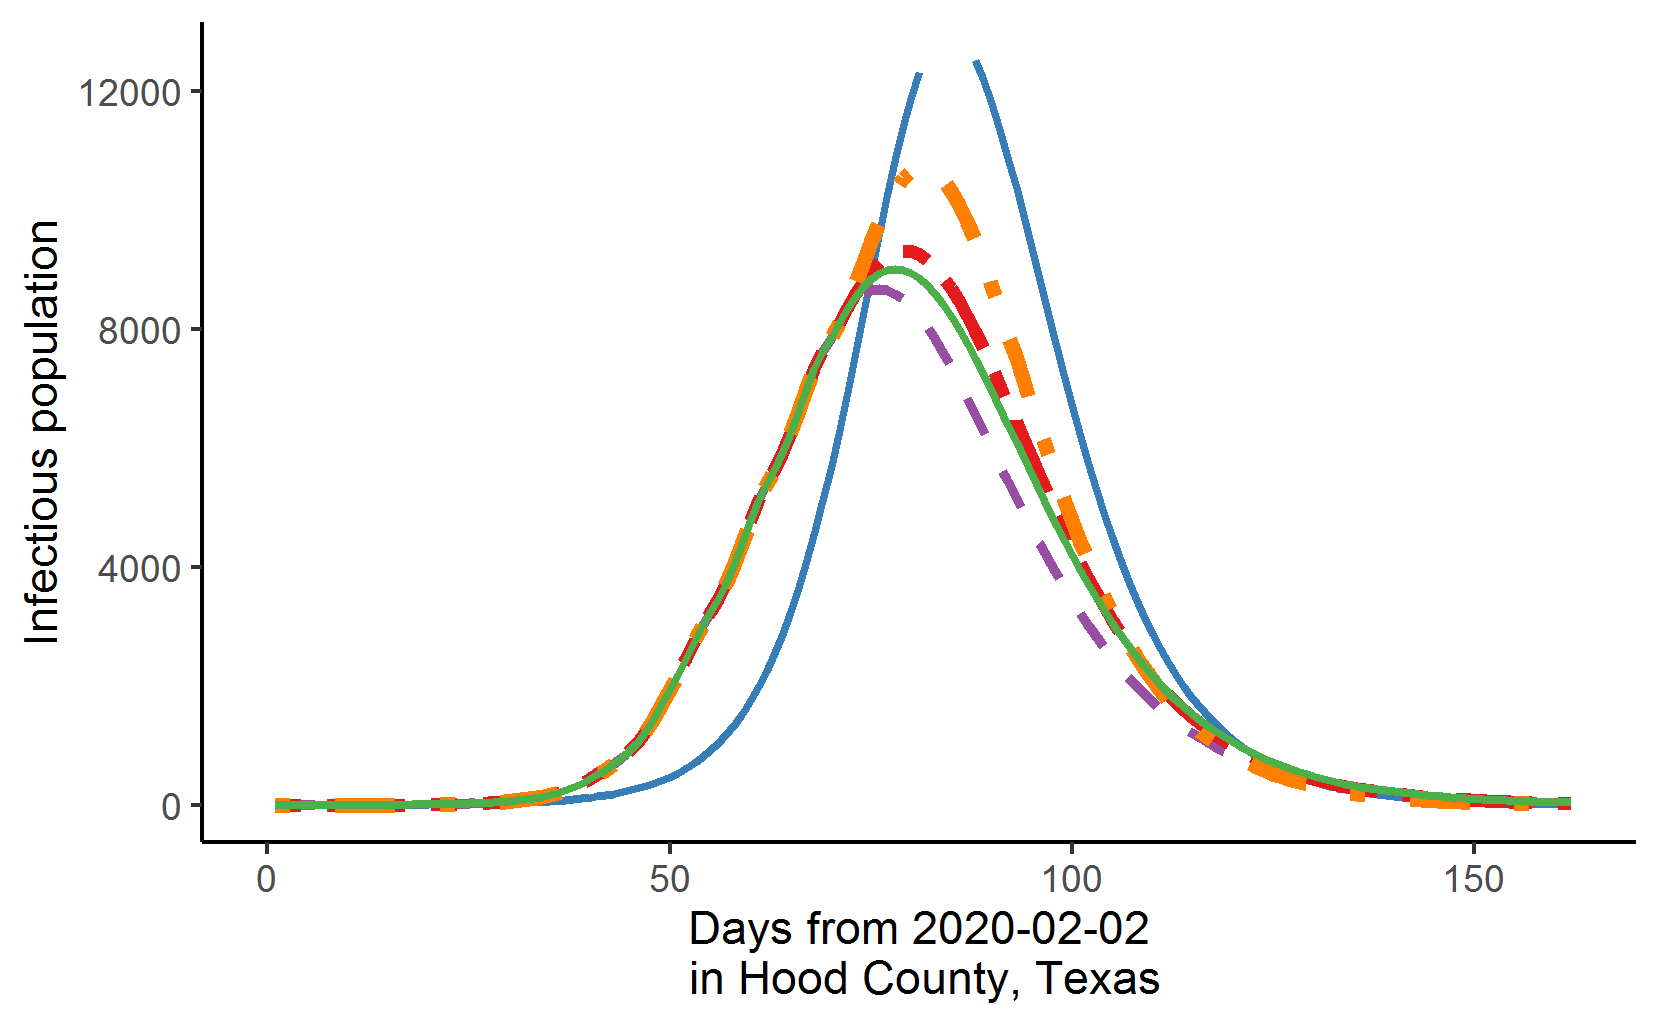 12000
8000
4000
0
Infectious population
0 50 100 150
Days from 2020-02-02
in Hood County, Texas